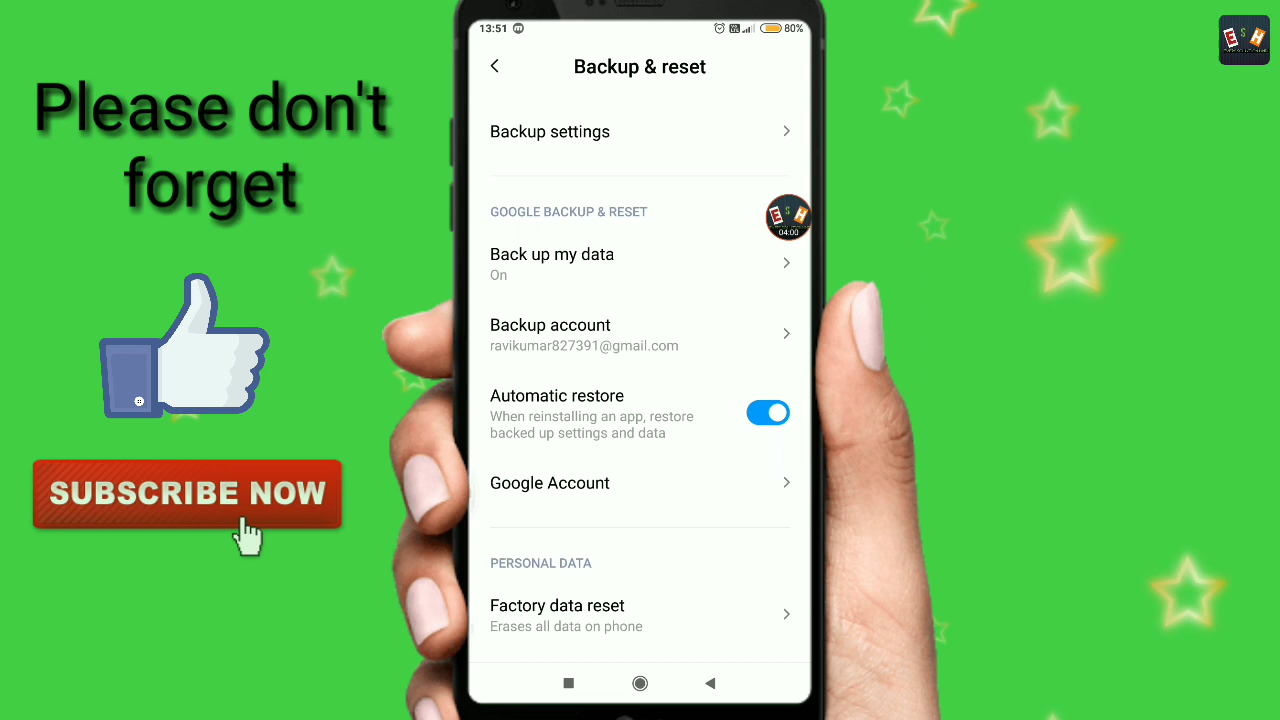 Please don't
forget
SUBSCRIBE NOW
13:51
80%
Backup & reset
Backup settings
GOOGLE BACKUP & RESET
E S H
04:00
Back up my data
On
Backup account
ravikumar827391@gmail.com
Automatic restore
When reinstalling an app, restore
backed up settings and data
Google Account
PERSONAL DATA
Factory data reset
Erases all data on phone
E S H